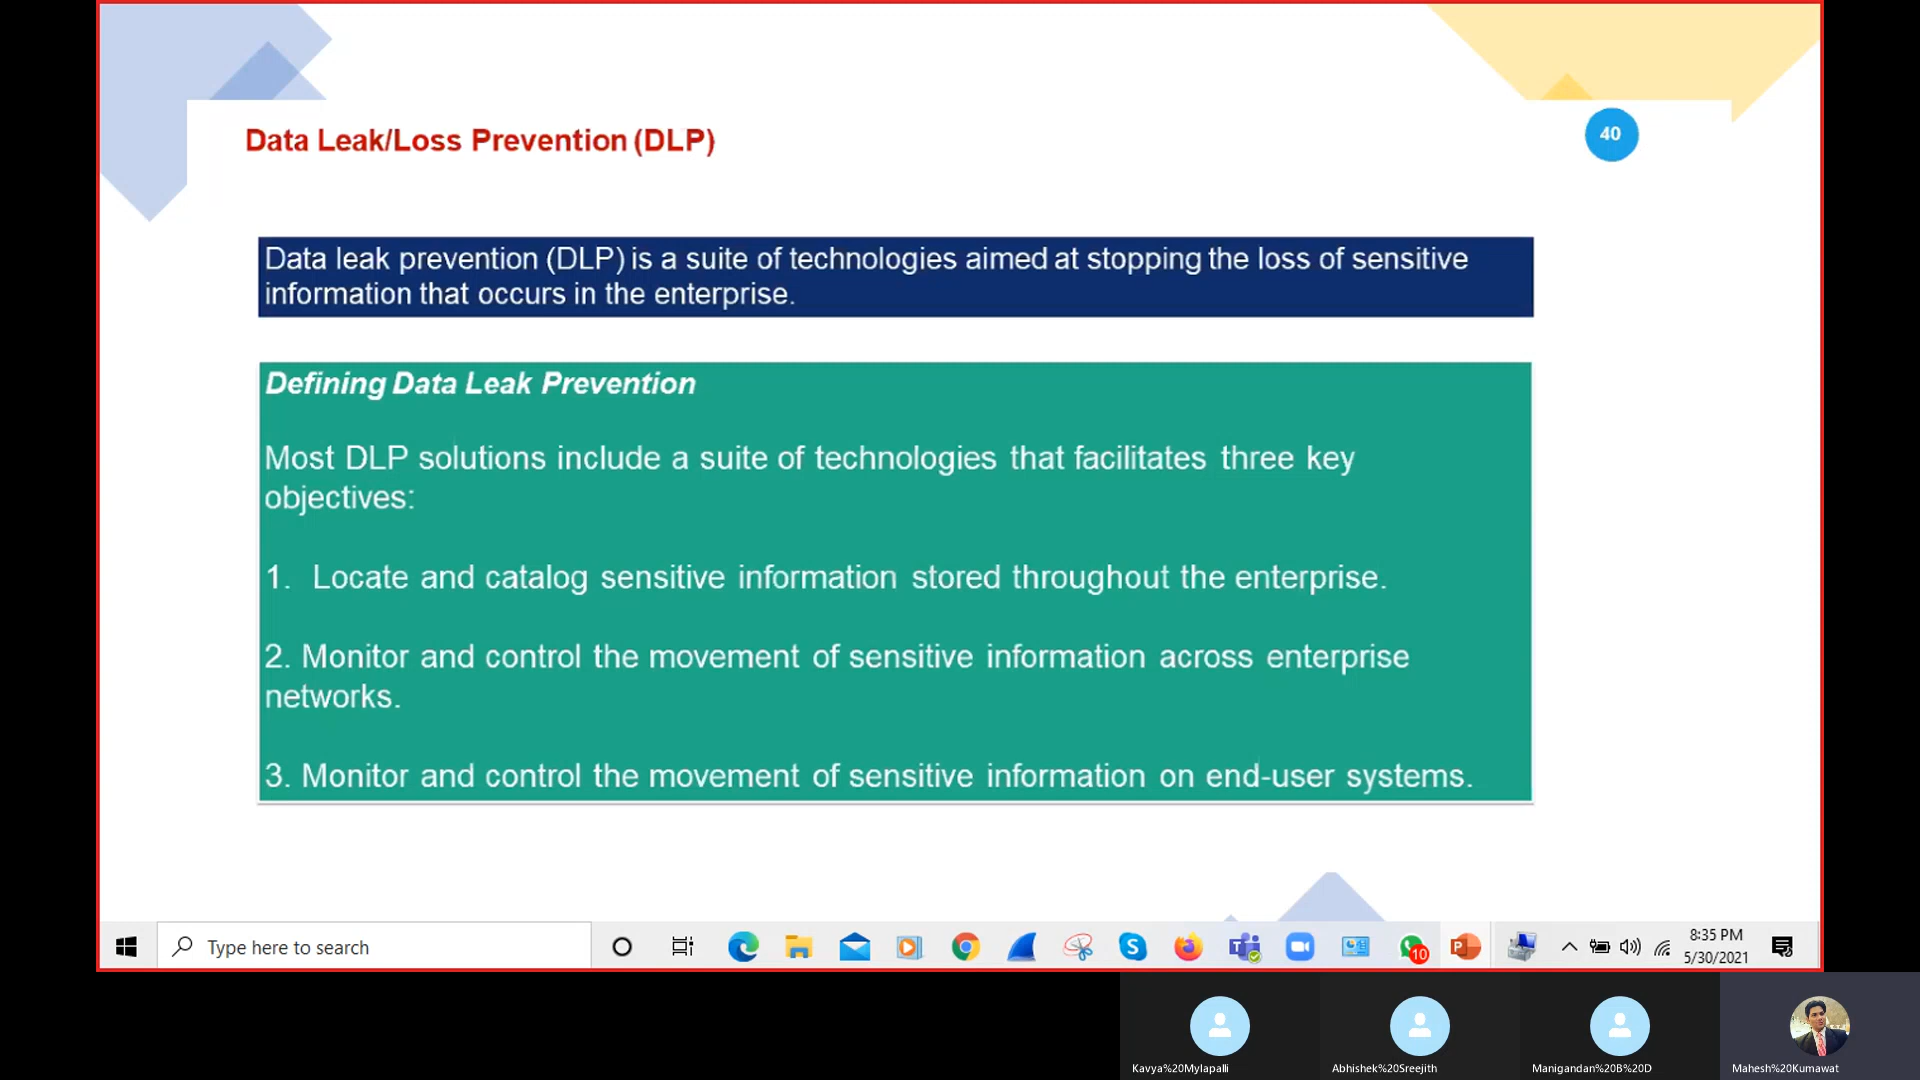 Data Leak/Loss Prevention (DLP)
40
Data leak prevention (DLP) is a suite of technologies aimed at stopping the loss of sensitive
information that occurs in the enterprise.
Defining Data Leak Prevention
Most DLP solutions include a suite of technologies that facilitates three key
objectives:
1. Locate and catalog sensitive information stored throughout the enterprise.
2. Monitor and control the movement of sensitive information across enterprise
networks.
3. Monitor and control the movement of sensitive information on end-user systems.
Type here to search
10
8:35 PM
5/30/2021
Kavya%20Mylapalli
Abhishek%20Sreejith
Manigandan%20B%20D
Mahesh%20Kumawat